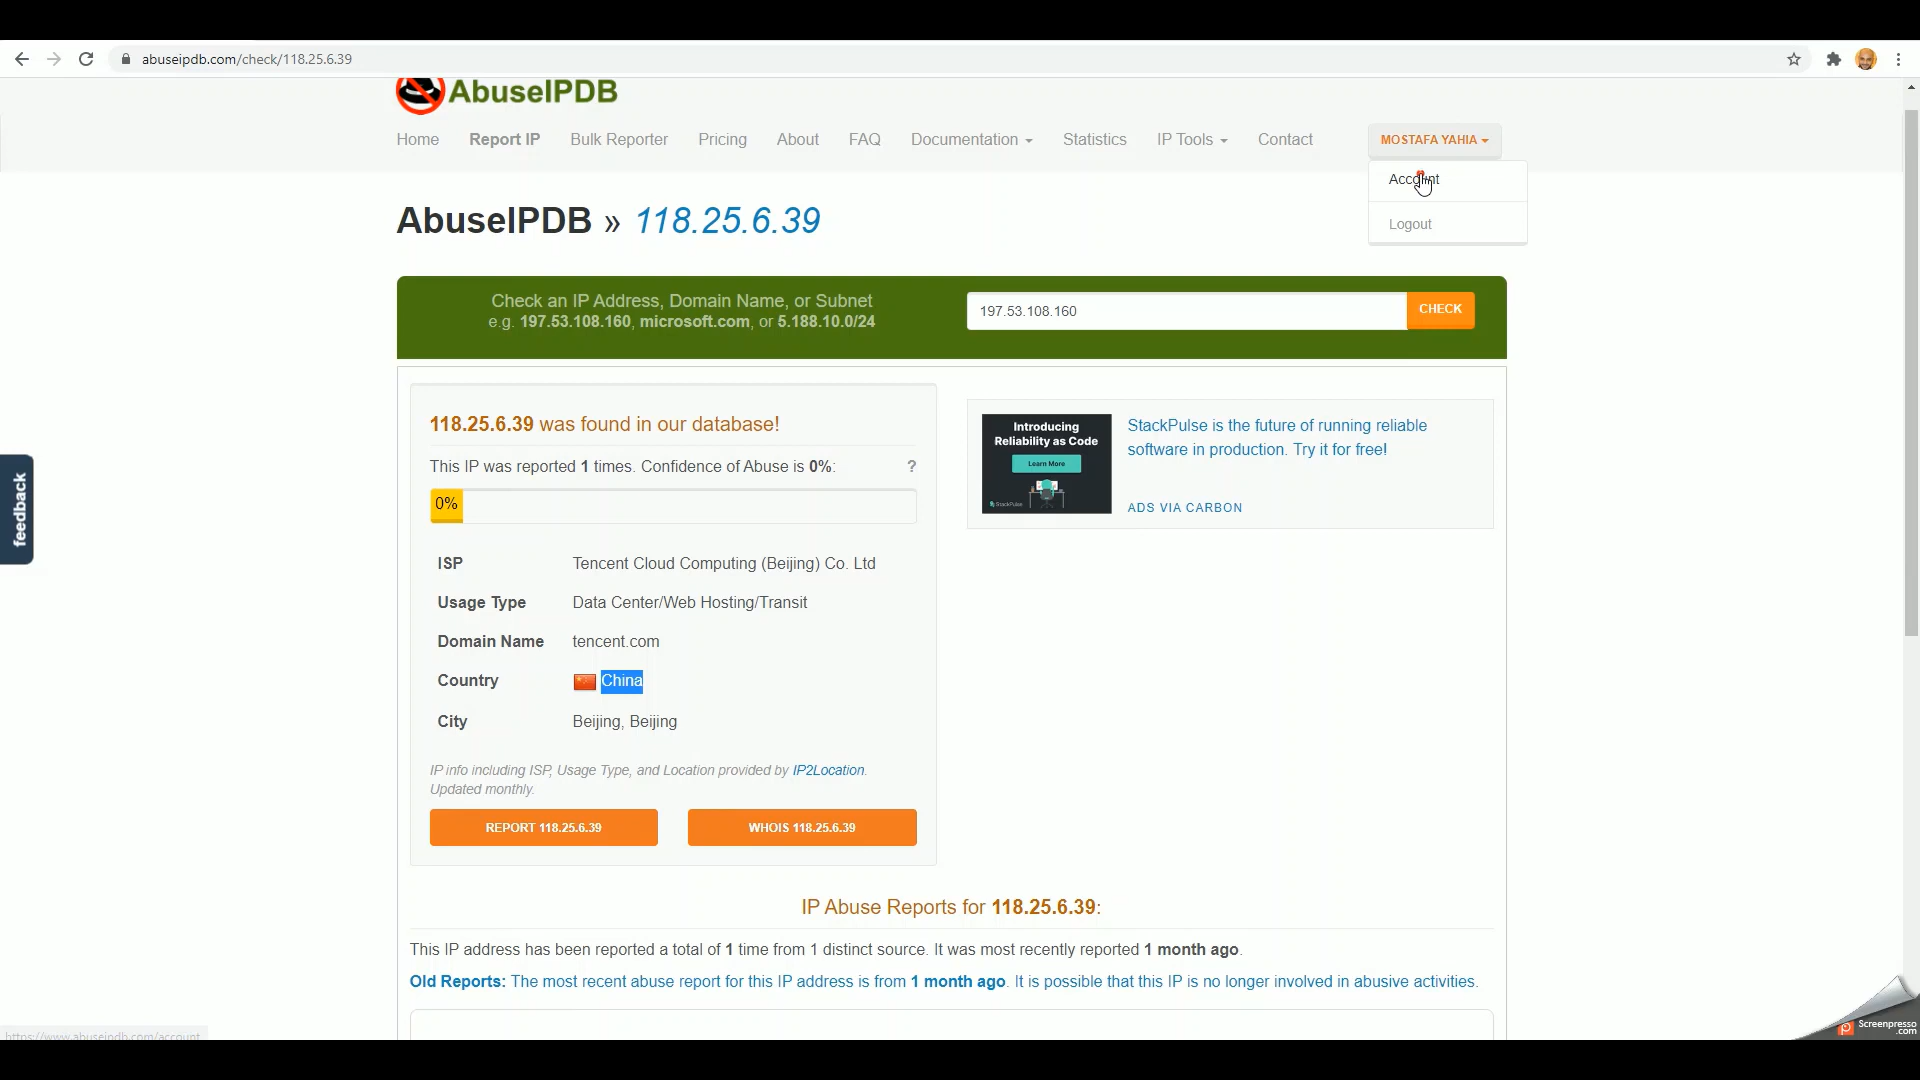 abuseipdb.com/check/118.25.6.39
AbuseIPDB
Home Report IP Bulk Reporter Pricing About FAQ Documentation Statistics IP Tools Contact MOSTAFA YAHIA
Account
Logout
AbuseIPDB » 118.25.6.39
Check an IP Address, Domain Name, or Subnet
e.g. 197.53.108.160, microsoft.com, or 5.188.10.0/24
197.53.108.160
CHECK
118.25.6.39 was found in our database!
This IP was reported 1 times. Confidence of Abuse is 0%: ?
0%
ISP Tencent Cloud Computing (Beijing) Co. Ltd
Usage Type Data Center/Web Hosting/Transit
Domain Name tencent.com
Country China
City Beijing, Beijing
IP info including ISP, Usage Type, and Location provided by IP2Location.
Updated monthly.
REPORT 118.25.6.39
WHOIS 118.25.6.39
Introducing
Reliability as Code
Learn More
StackPulse
StackPulse is the future of running reliable
software in production. Try it for free!
ADS VIA CARBON
feedback
IP Abuse Reports for 118.25.6.39:
This IP address has been reported a total of 1 time from 1 distinct source. It was most recently reported 1 month ago.
Old Reports: The most recent abuse report for this IP address is from 1 month ago. It is possible that this IP is no longer involved in abusive activities.
https://www.abuseipdb.com/account
Screenpresso
.com